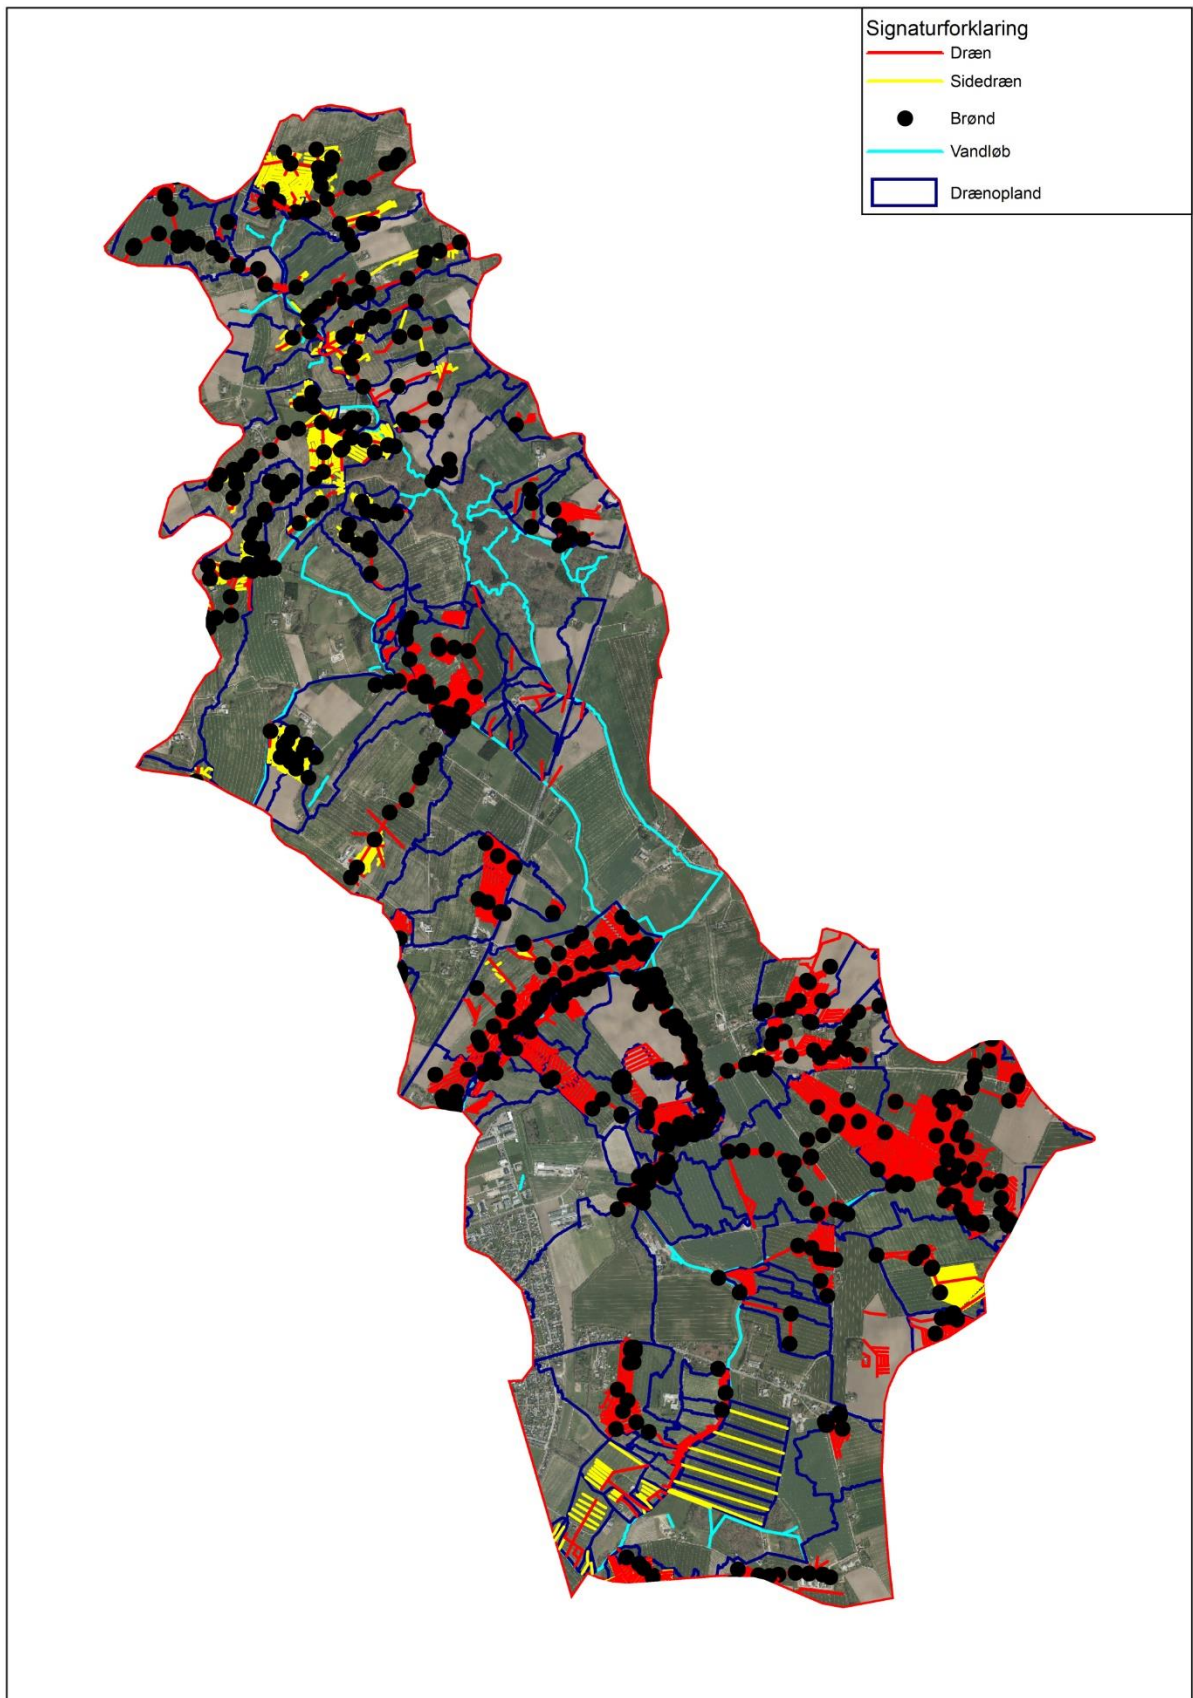 Signaturforklaring
Dræn
Sidedræn
Brønd
Vandløb
Drænopland